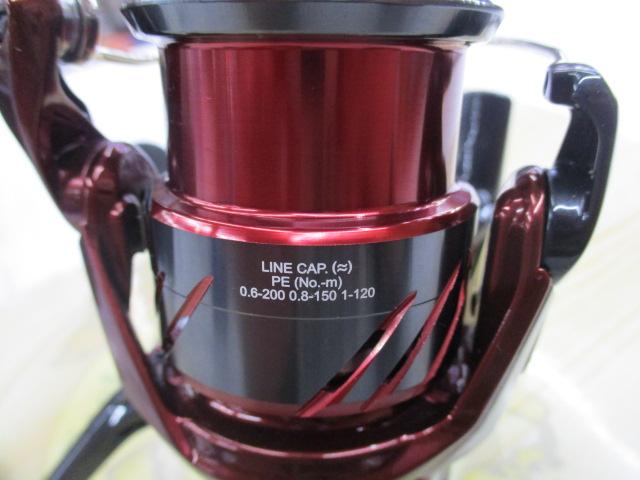 LINE CAP. (≈)
PE (No.-m)
0.6-200 0.8-150 1-120